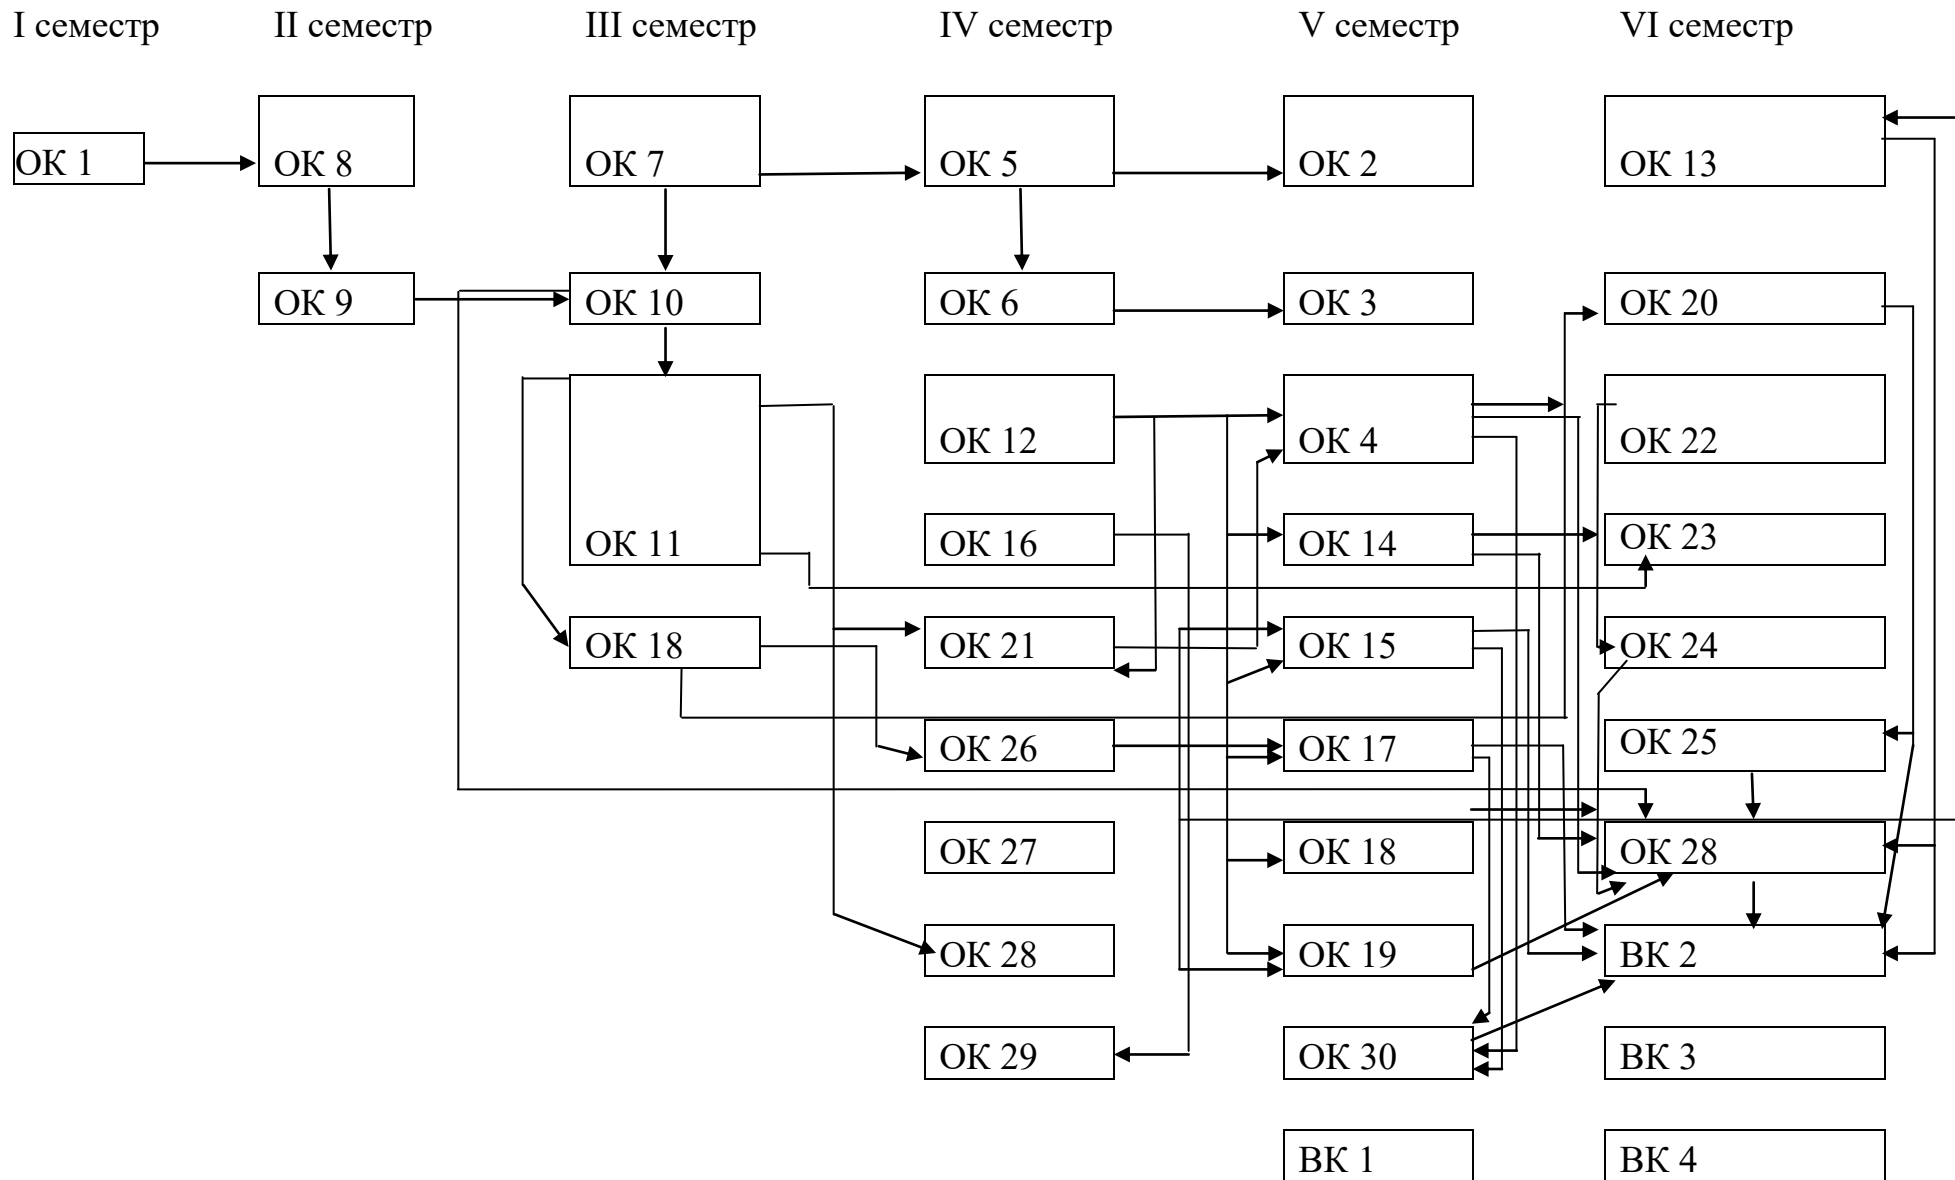 I семестр II семестр III семестр IV семестр V семестр VI семестр
ОК 1 ОК 8 ОК 7 ОК 5 ОК 2 ОК 13
ОК 9 ОК 10 ОК 6 ОК 3 ОК 20
ОК 12 ОК 4 ОК 22
ОК 11 ОК 16 ОК 14 ОК 23
ОК 18 ОК 21 ОК 15 ОК 24
ОК 26 ОК 17 ОК 25
ОК 27 ОК 18 ОК 28
ОК 28 ОК 19 ВК 2
ОК 29 ОК 30 ВК 3
ВК 1 ВК 4